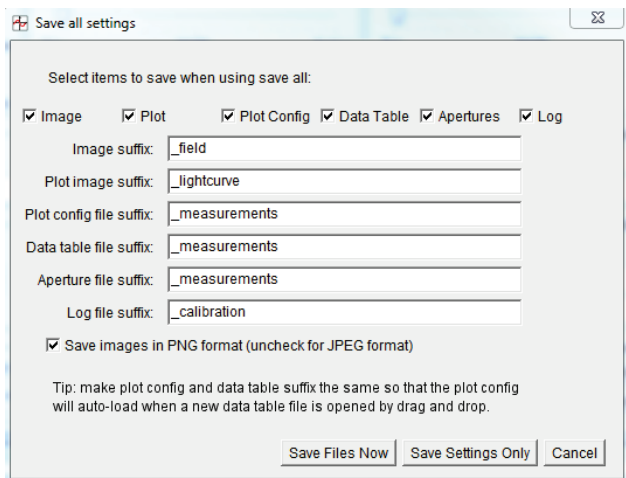 Save all settings
Select items to save when using save all:
Image Plot Plot Config Data Table Apertures Log
Image suffix: _field
Plot image suffix: _lightcurve
Plot config file suffix: _measurements
Data table file suffix: _measurements
Aperture file suffix: _measurements
Log file suffix: _calibration
Save images in PNG format (uncheck for JPEG format)
Tip: make plot config and data table suffix the same so that the plot config
will auto-load when a new data table file is opened by drag and drop.
Save Files Now Save Settings Only Cancel